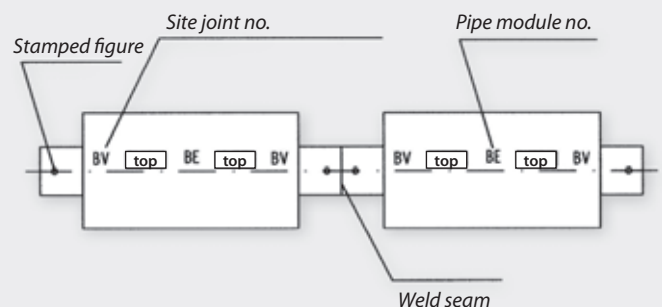 Site joint no.
Pipe module no.
Stamped figure
BV top BE top BV
BV top BE top BV
Weld seam